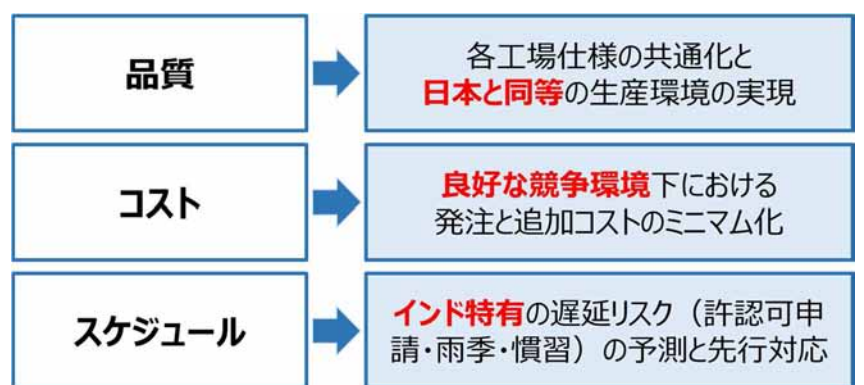 品質
各工場仕様の共通化と
日本と同等の生産環境の実現
コスト
良好な競争環境下における
発注と追加コストのミニマム化
スケジュール
インド特有の遅延リスク（許認可申
請・雨季・慣習）の予測と先行対応